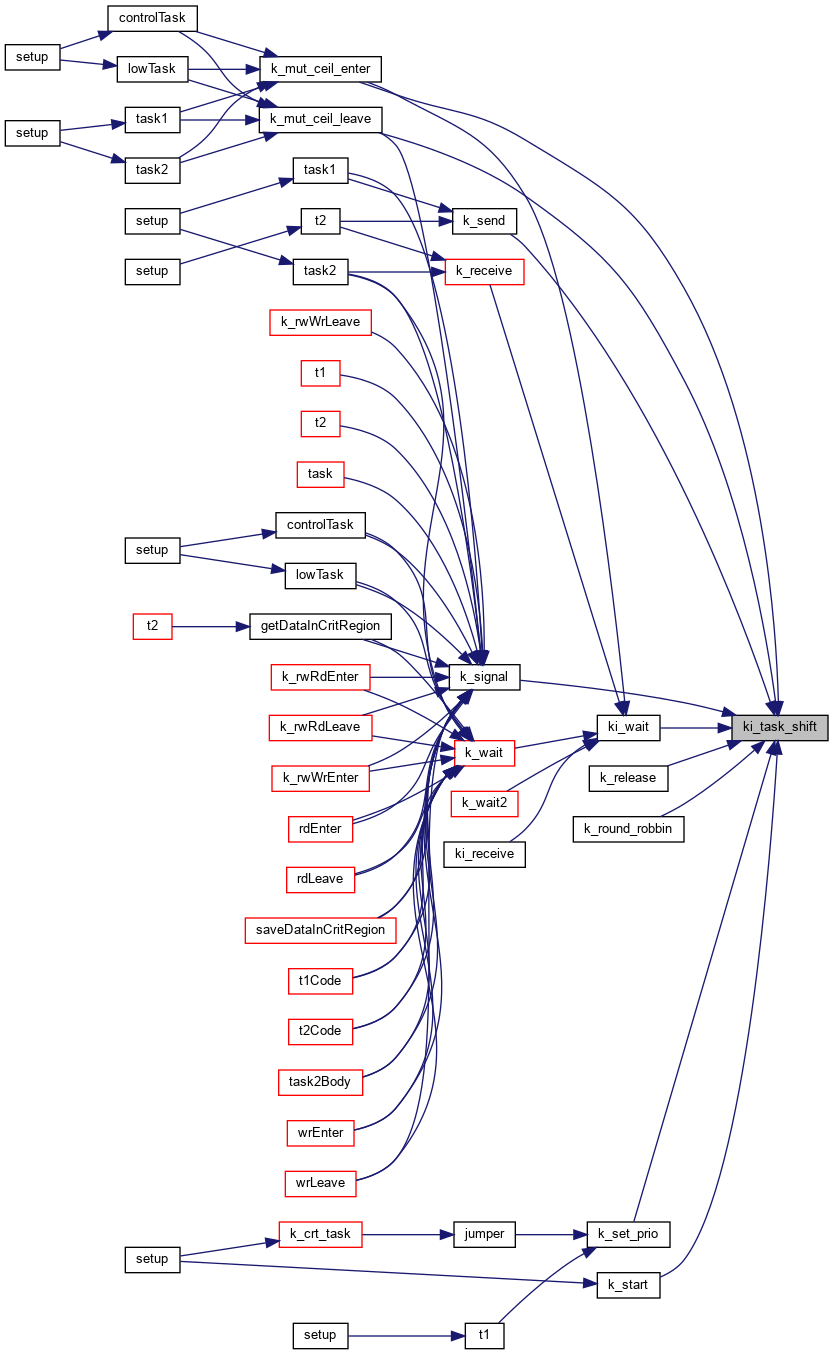 controlTask
setup
lowTask
k_mut_ceil_enter
task1
k_mut_ceil_leave
setup
task2
task1
setup
t2
k_send
setup
task2
k_receive
k_rwWrLeave
t1
t2
task
controlTask
setup
lowTask
t2
getDataInCritRegion
k_rwRdEnter
k_signal
k_rwRdLeave
ki_wait
ki_task_shift
k_wait
k_rwWrEnter
k_release
k_wait2
rdEnter
k_round_robbin
ki_receive
rdLeave
saveDataInCritRegion
t1Code
t2Code
task2Body
wrEnter
wrLeave
k_crt_task
jumper
k_set_prio
setup
k_start
setup
t1